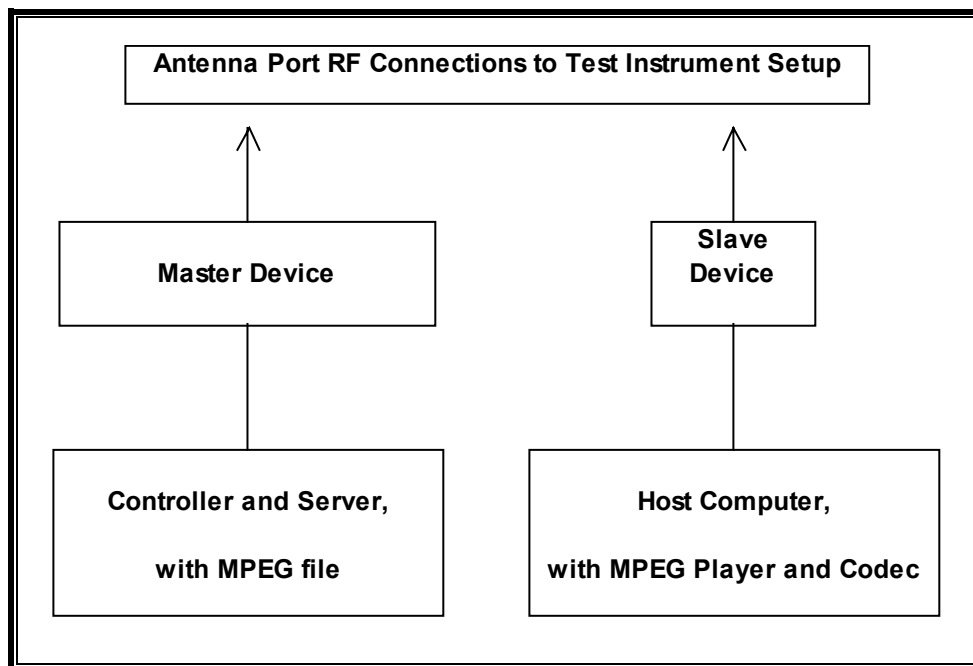 Antenna Port RF Connections to Test Instrument Setup
Master Device
Slave
Device
Controller and Server,
with MPEG file
Host Computer,
with MPEG Player and Codec